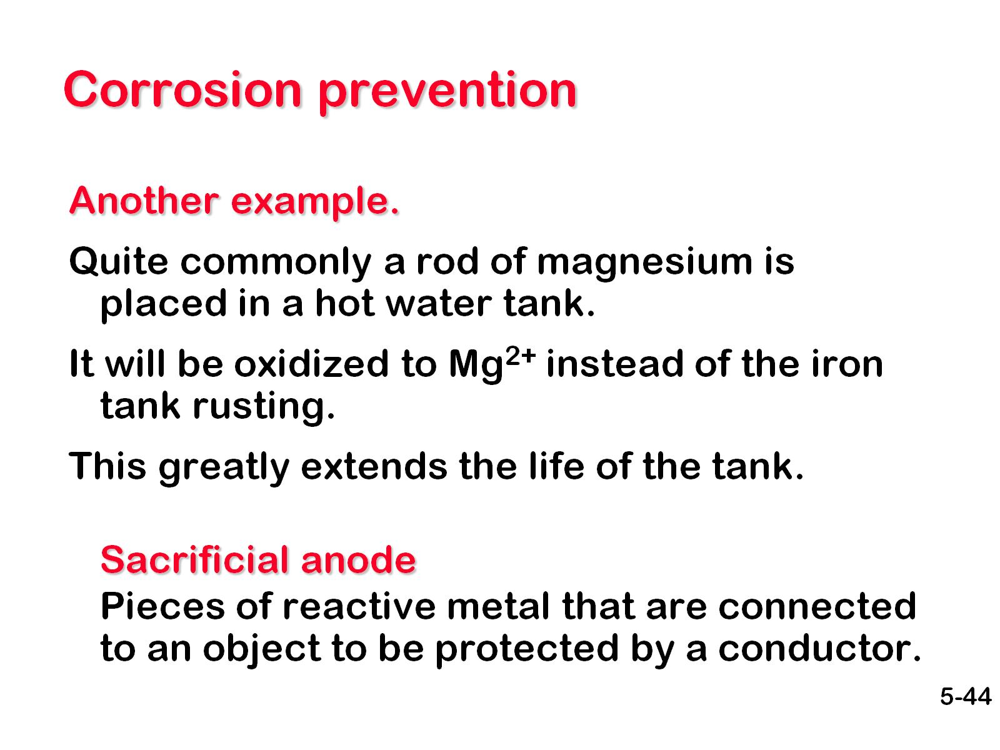 Corrosion prevention
Another example.
Quite commonly a rod of magnesium is
placed in a hot water tank.
It will be oxidized to Mg²⁺ instead of the iron
tank rusting.
This greatly extends the life of the tank.
Sacrificial anode
Pieces of reactive metal that are connected
to an object to be protected by a conductor.
5-44